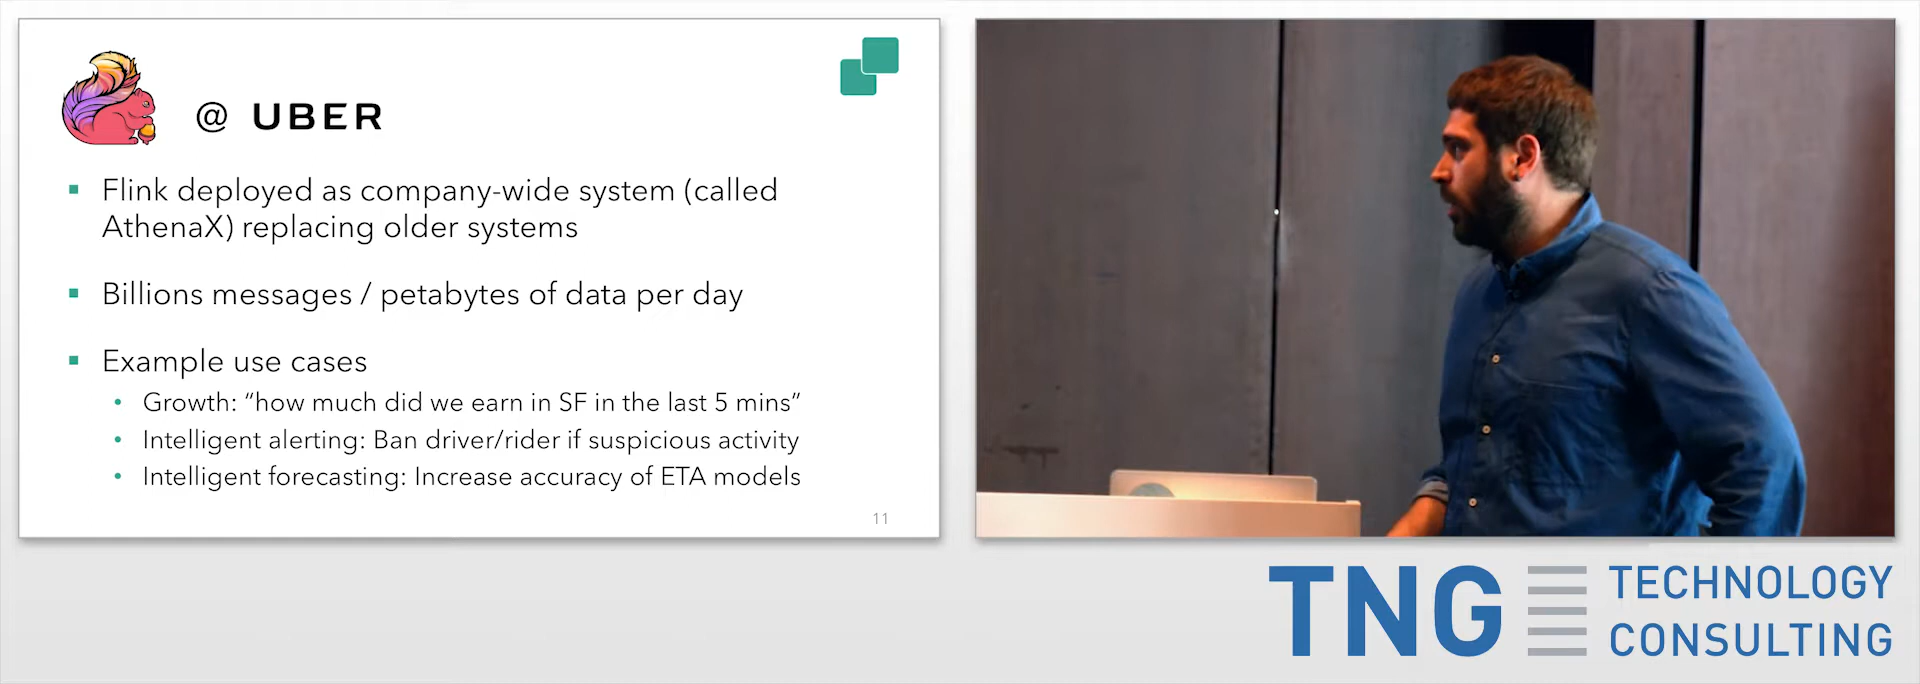 @ UBER
Flink deployed as company-wide system (called
AthenaX) replacing older systems
Billions messages / petabytes of data per day
Example use cases
Growth: “how much did we earn in SF in the last 5 mins”
Intelligent alerting: Ban driver/rider if suspicious activity
Intelligent forecasting: Increase accuracy of ETA models
11
TNG TECHNOLOGY
CONSULTING